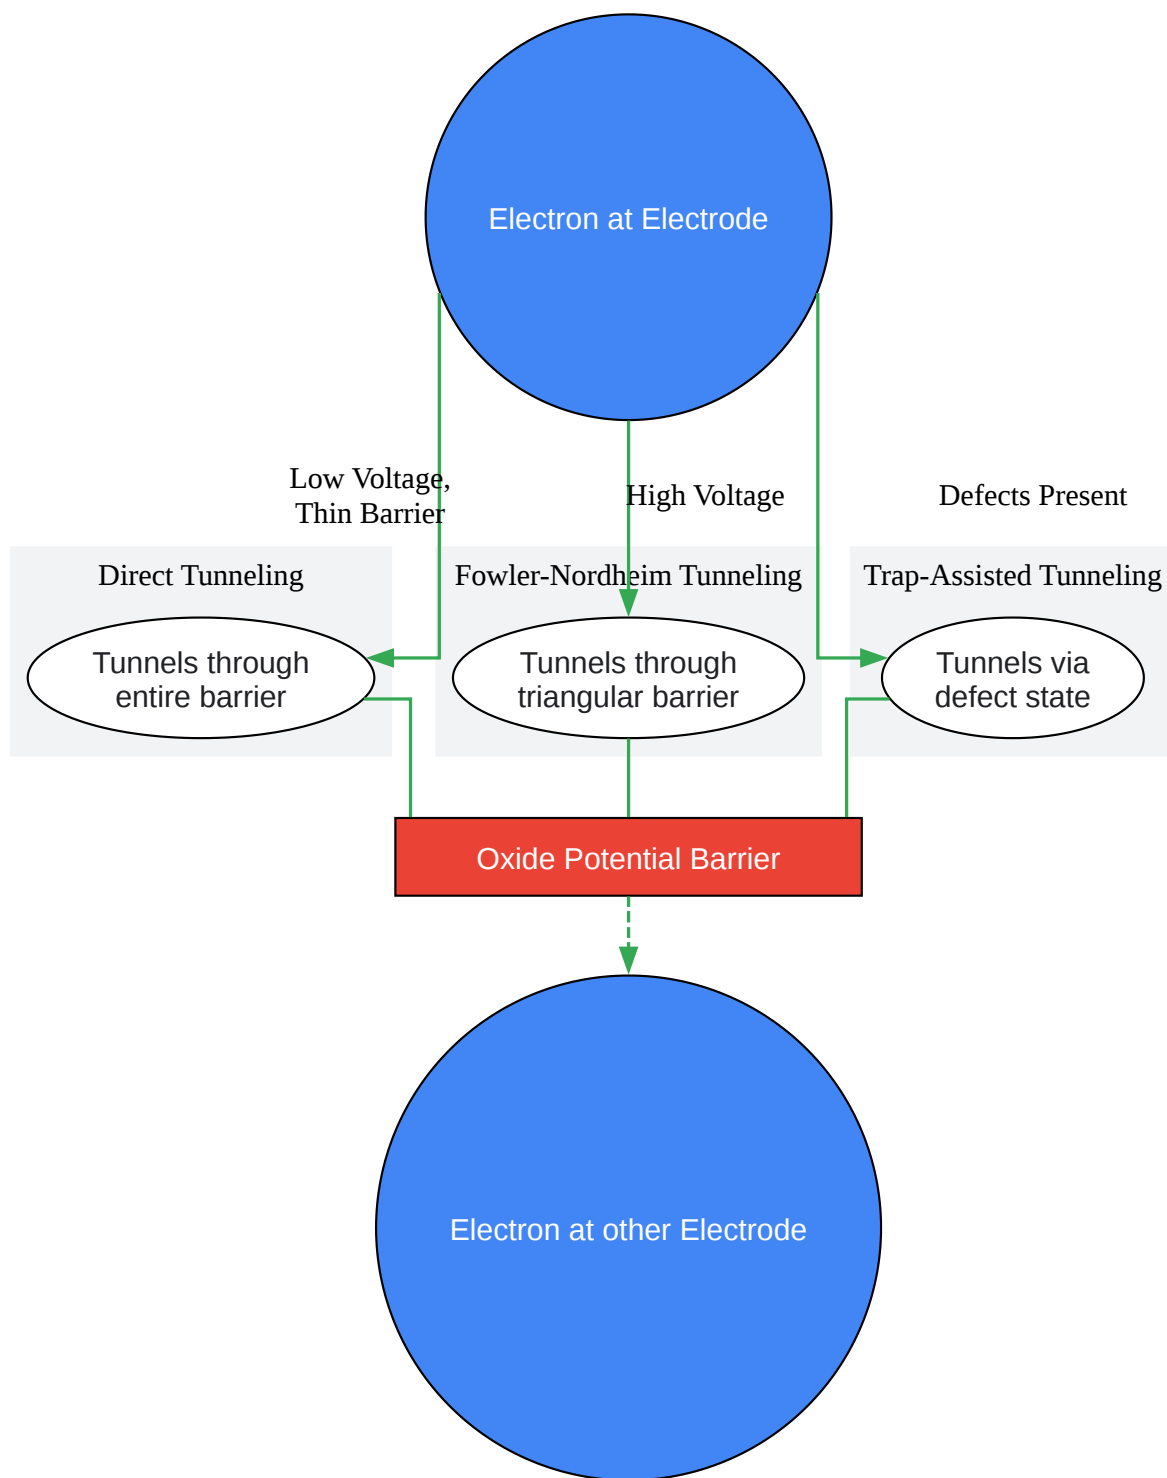 Electron at Electrode
Low Voltage,
Thin Barrier
High Voltage
Defects Present
Direct Tunneling
Fowler-Nordheim Tunneling
Trap-Assisted Tunneling
Tunnels through
entire barrier
Tunnels through
triangular barrier
Tunnels via
defect state
Oxide Potential Barrier
Electron at other Electrode